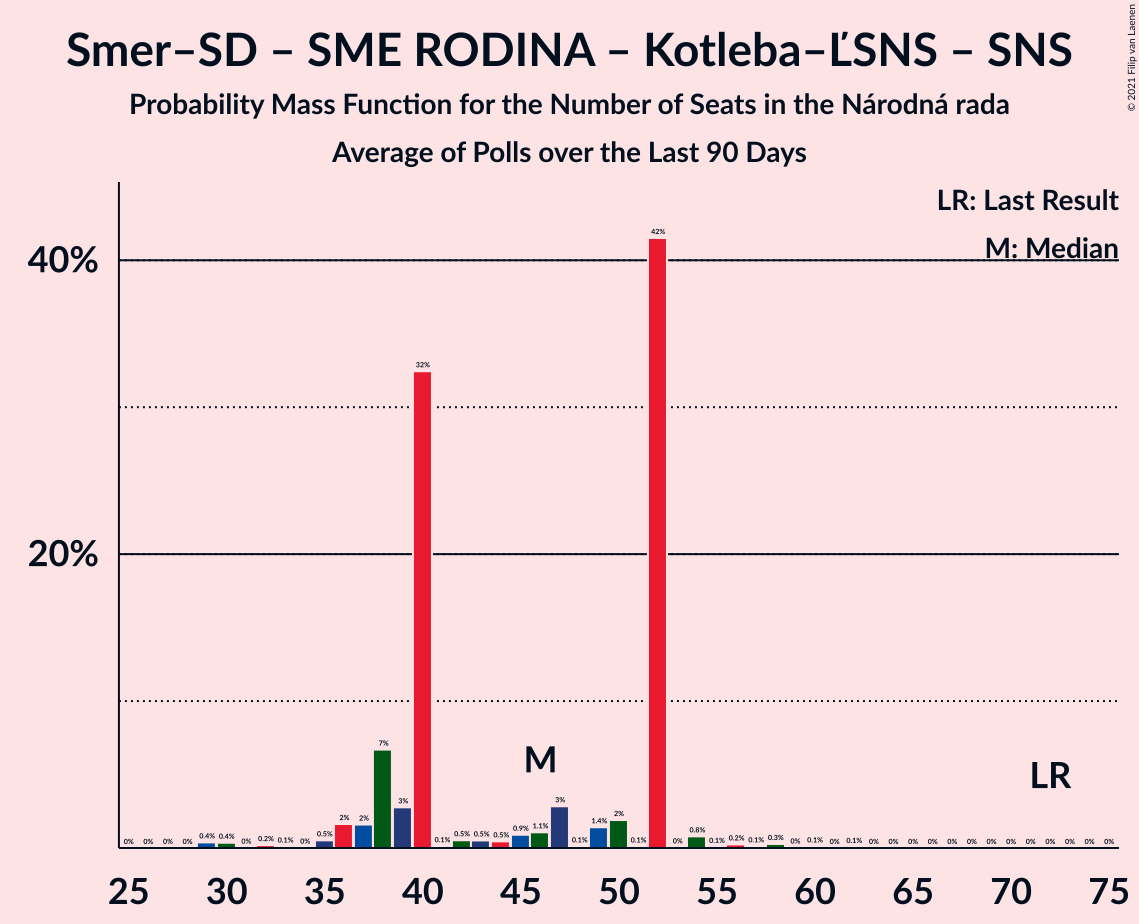 Smer–SD – SME RODINA – Kotleba–ĽSNS – SNS
Probability Mass Function for the Number of Seats in the Národná rada
Average of Polls over the Last 90 Days
© 2021 Filip van Laenen
LR: Last Result
M: Median
40%
20%
0% 0% 0% 0% 0.4% 0.4% 0% 0.2% 0.1% 0% 0.5% 2% 2% 7% 3% 32% 0.1% 0.5% 0.5% 0.5% 0.9% 1.1% 3% 0.1% 1.4% 2% 0.1% 42% 0% 0.8% 0.1% 0.2% 0.1% 0.3% 0% 0.1% 0% 0.1% 0% 0% 0% 0% 0% 0% 0% 0% 0% 0% 0% 0% 0%
M
LR
25 30 35 40 45 50 55 60 65 70 75